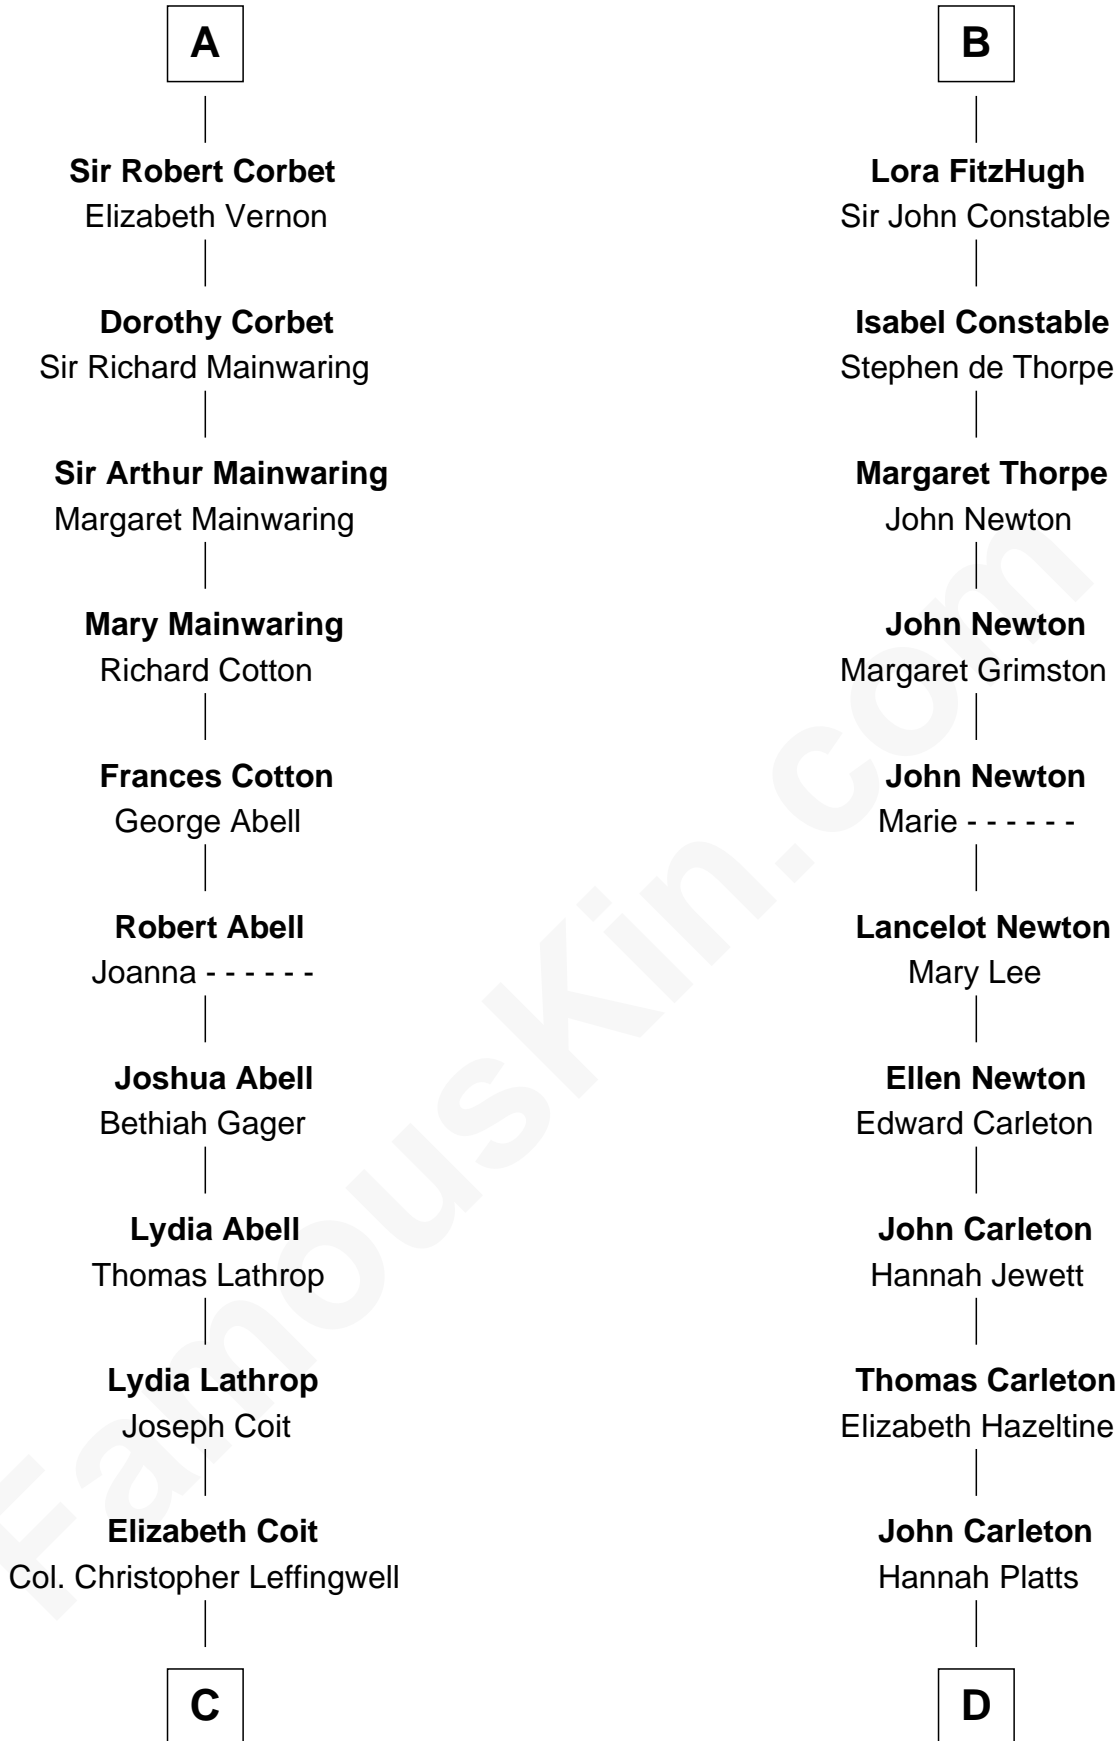 A
Sir Robert Corbet
Elizabeth Vernon
Dorothy Corbet
Sir Richard Mainwaring
Sir Arthur Mainwaring
Margaret Mainwaring
Mary Mainwaring
Richard Cotton
Frances Cotton
George Abell
Robert Abell
Joanna - - - - - -
Joshua Abell
Bethiah Gager
Lydia Abell
Thomas Lathrop
Lydia Lathrop
Joseph Coit
Elizabeth Coit
Col. Christopher Leffingwell
C
B
Lora FitzHugh
Sir John Constable
Isabel Constable
Stephen de Thorpe
Margaret Thorpe
John Newton
John Newton
Margaret Grimston
John Newton
Marie - - - - - -
Lancelot Newton
Mary Lee
Ellen Newton
Edward Carleton
John Carleton
Hannah Jewett
Thomas Carleton
Elizabeth Hazeltine
John Carleton
Hannah Platts
D
FamousKin.com